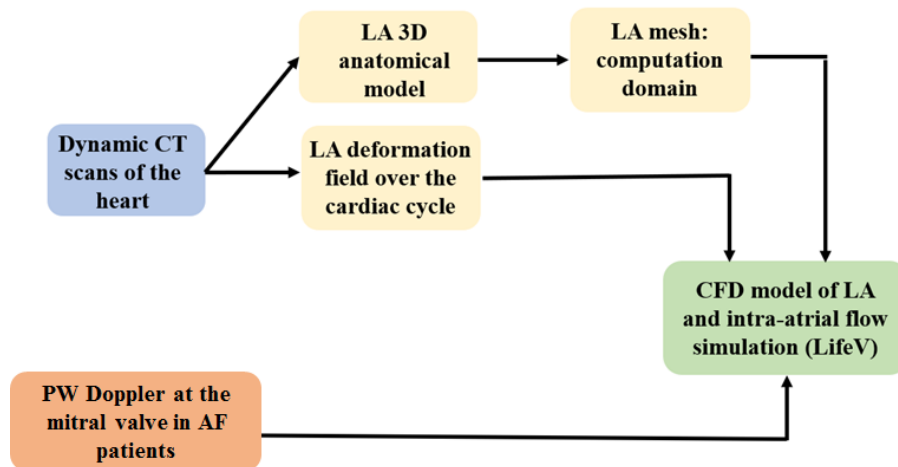 LA 3D
anatomical
model
LA mesh:
computation
domain
Dynamic CT
scans of the
heart
LA deformation
field over the
cardiac cycle
CFD model of LA
and intra-atrial flow
simulation (LifeV)
PW Doppler at the
mitral valve in AF
patients